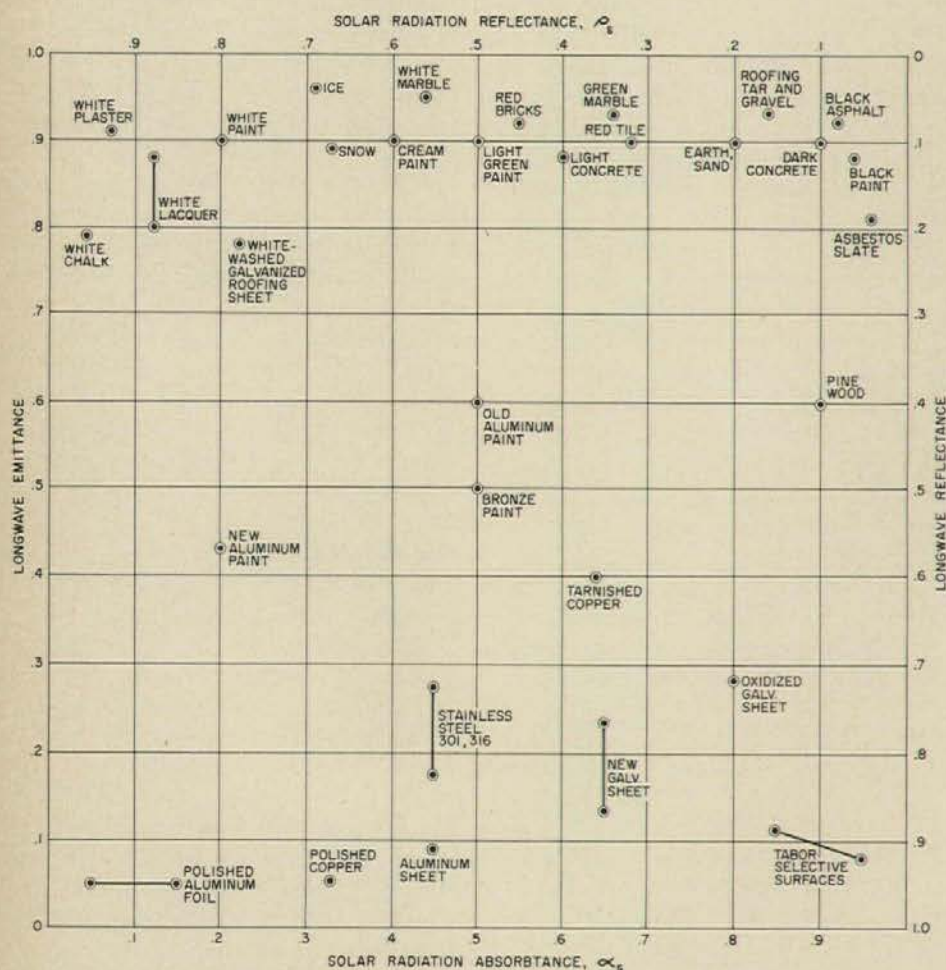 SOLAR RADIATION REFLECTANCE, ρs
.9 .8 .7 .6 .5 .4 .3 .2 .1
1.0
.9
.8
.7
.6
.5
.4
.3
.2
.1
0
LONGWAVE EMITTANCE
WHITE
PLASTER
WHITE
PAINT
ICE
WHITE
MARBLE
RED
BRICKS
GREEN
MARBLE
ROOFING
TAR AND
GRAVEL
BLACK
ASPHALT
SNOW
CREAM
PAINT
LIGHT
GREEN
PAINT
RED TILE
LIGHT
CONCRETE
EARTH,
SAND
DARK
CONCRETE
BLACK
PAINT
WHITE
LACQUER
WHITE
CHALK
WHITE-
WASHED
GALVANIZED
ROOFING
SHEET
ASBESTOS
SLATE
PINE
WOOD
OLD
ALUMINUM
PAINT
BRONZE
PAINT
NEW
ALUMINUM
PAINT
TARNISHED
COPPER
OXIDIZED
GALV.
SHEET
STAINLESS
STEEL
301, 316
NEW
GALV.
SHEET
POLISHED
ALUMINUM
FOIL
POLISHED
COPPER
ALUMINUM
SHEET
TABOR
SELECTIVE
SURFACES
0
.1
.2
.3
.4
.5
.6
.7
.8
.9
1.0
LONGWAVE REFLECTANCE
.1 .2 .3 .4 .5 .6 .7 .8 .9
SOLAR RADIATION ABSORBTANCE, αs